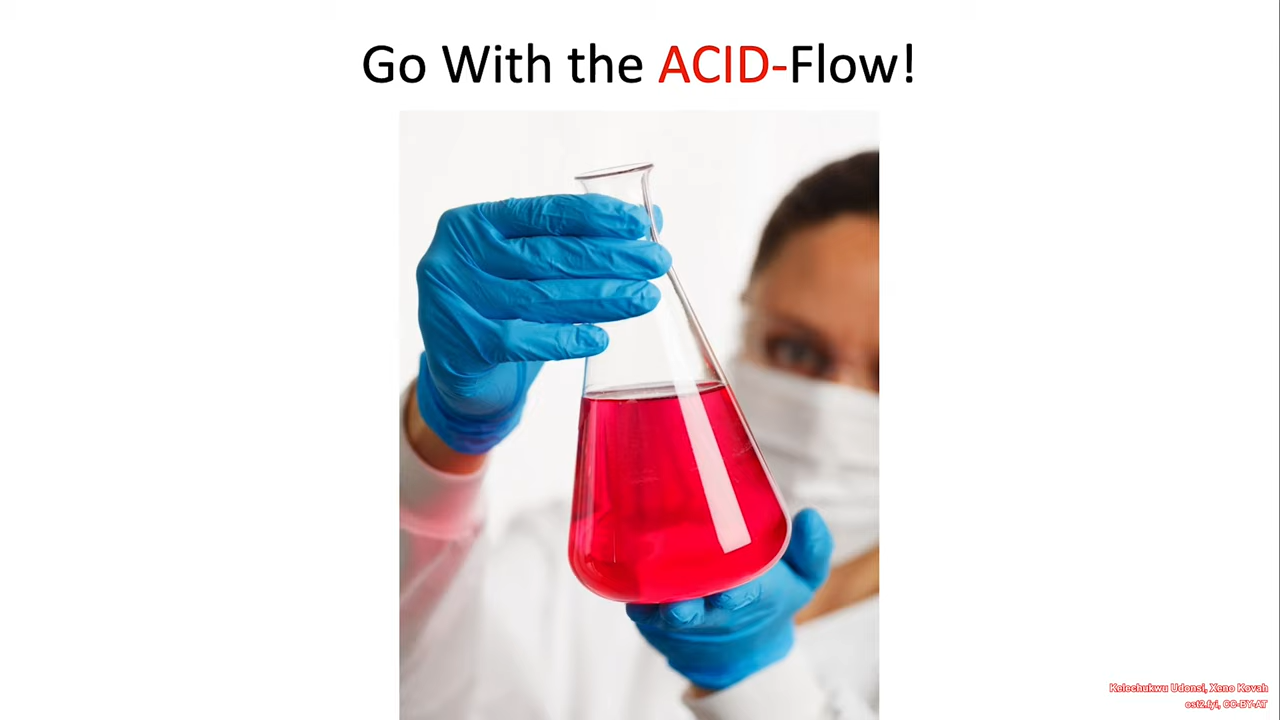 Go With the ACID-Flow!
Kelechukwu Udonsi, Xeno Kovah
ost2.fyi, CC-BY-AT